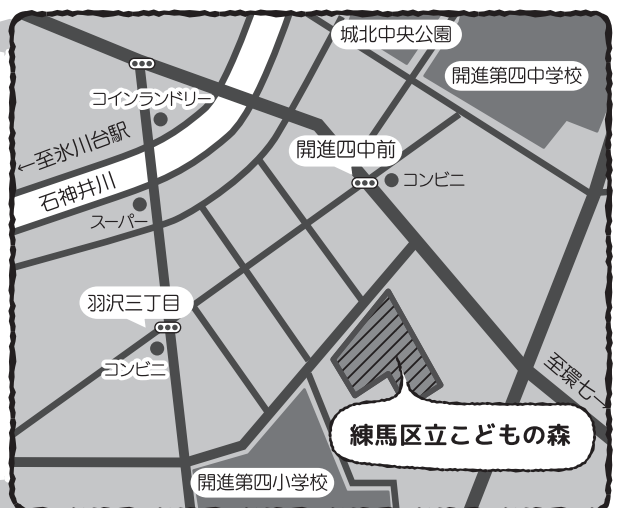 城北中央公園
開進第四中学校
コインランドリー
←至氷川台駅
開進四中前
コンビニ
石神井川
スーパー
羽沢三丁目
コンビニ
至環七→
練馬区立こどもの森
開進第四小学校